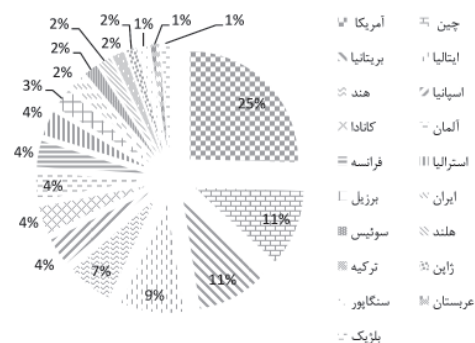 2% 1% 1% 1%
2%
2% 2%
2%
3%
4%
4%
4%
4%
4%
7%
9%
11%
11%
25%
آمریکا چین
بریتانیا ایتالیا
هند اسپانیا
کانادا آلمان
فرانسه استرالیا
برزیل ایران
سوئیس هلند
ترکیه ژاپن
سنگاپور عربستان
بلژیک